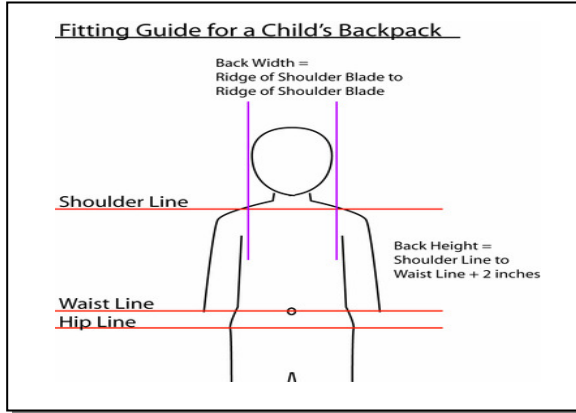 Fitting Guide for a Child's Backpack
Back Width =
Ridge of Shoulder Blade to
Ridge of Shoulder Blade
Shoulder Line
Back Height =
Shoulder Line to
Waist Line + 2 inches
Waist Line
Hip Line